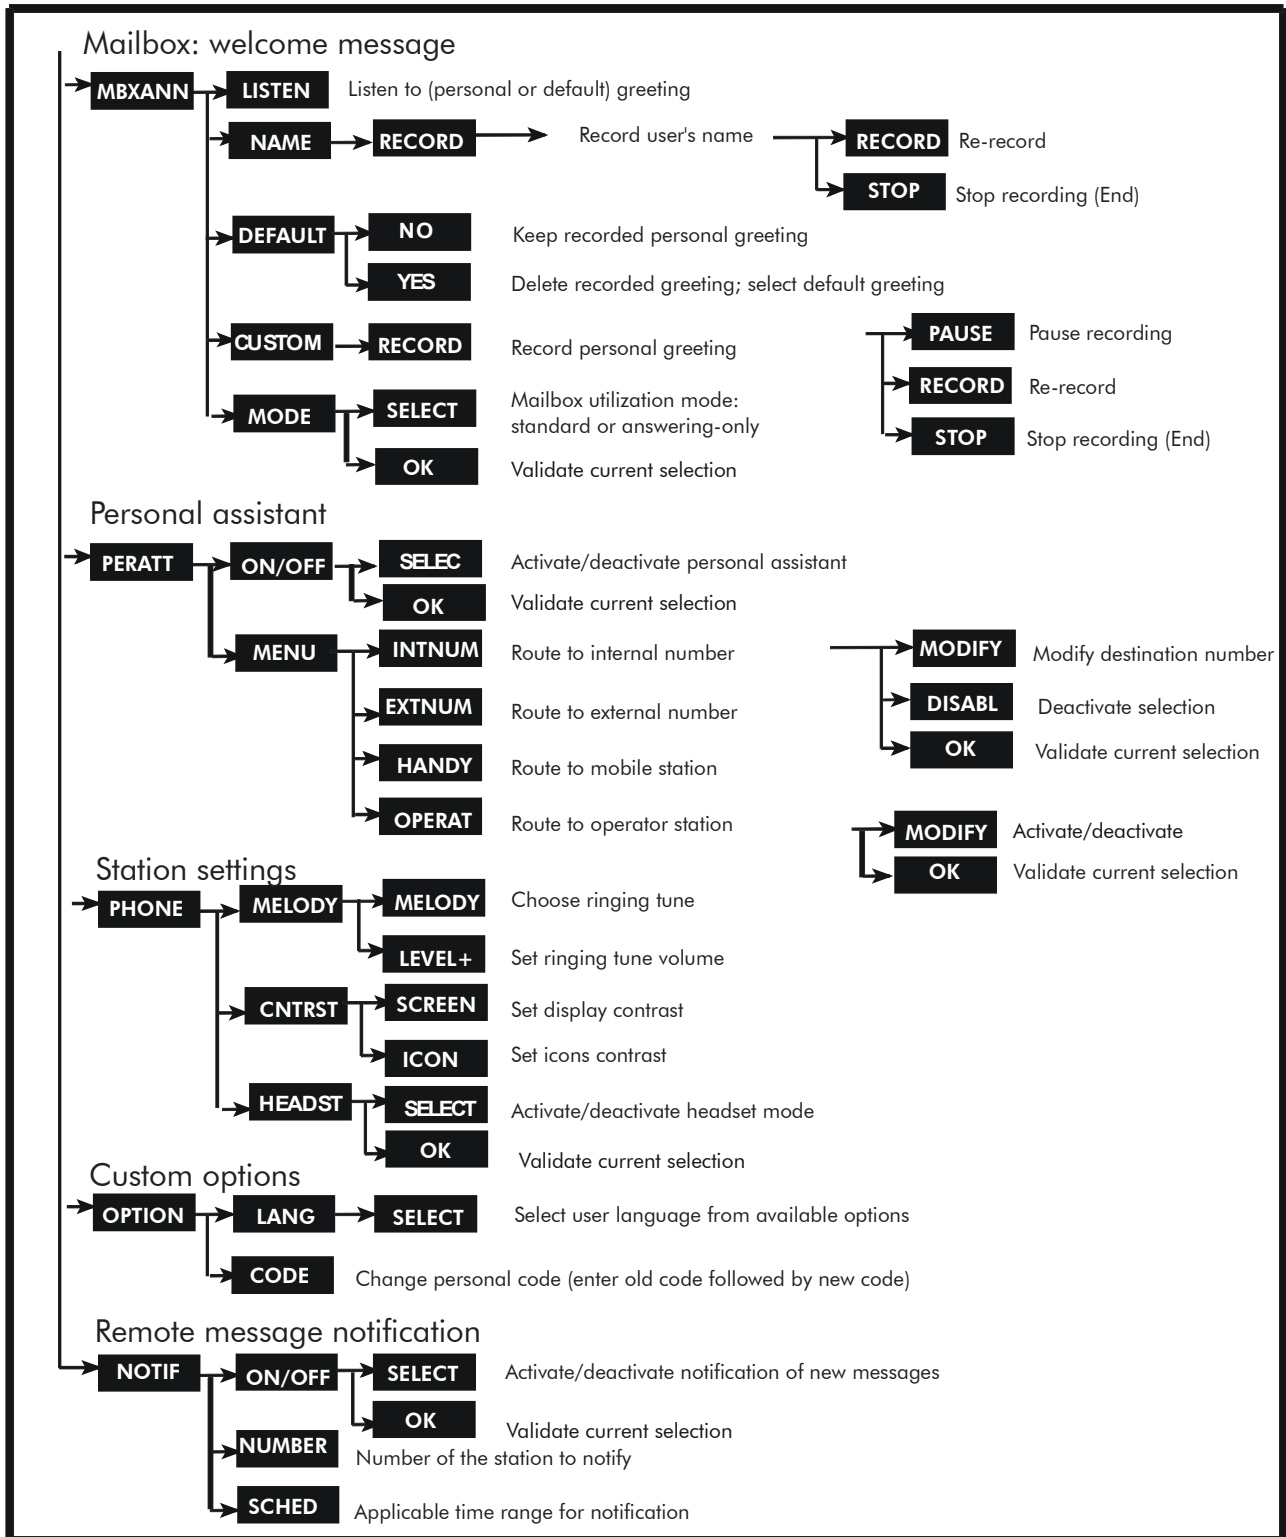 Mailbox: welcome message
MBXANN LISTEN Listen to (personal or default) greeting
NAME RECORD Record user's name RECORD Re-record
STOP Stop recording (End)
DEFAULT NO Keep recorded personal greeting
YES Delete recorded greeting; select default greeting
CUSTOM RECORD Record personal greeting
PAUSE Pause recording
RECORD Re-record
STOP Stop recording (End)
MODE SELECT Mailbox utilization mode:
standard or answering-only
OK Validate current selection
Personal assistant
PERATT ON/OFF SELEC Activate/deactivate personal assistant
OK Validate current selection
MENU INTNUM Route to internal number MODIFY Modify destination number
EXTNUM Route to external number DISABL Deactivate selection
HANDY Route to mobile station OK Validate current selection
OPERAT Route to operator station MODIFY Activate/deactivate
OK Validate current selection
Station settings
PHONE MELODY MELODY Choose ringing tune
LEVEL+ Set ringing tune volume
CNTRST SCREEN Set display contrast
ICON Set icons contrast
HEADST SELECT Activate/deactivate headset mode
OK Validate current selection
Custom options
OPTION LANG SELECT Select user language from available options
CODE Change personal code (enter old code followed by new code)
Remote message notification
NOTIF ON/OFF SELECT Activate/deactivate notification of new messages
OK Validate current selection
NUMBER Number of the station to notify
SCHED Applicable time range for notification